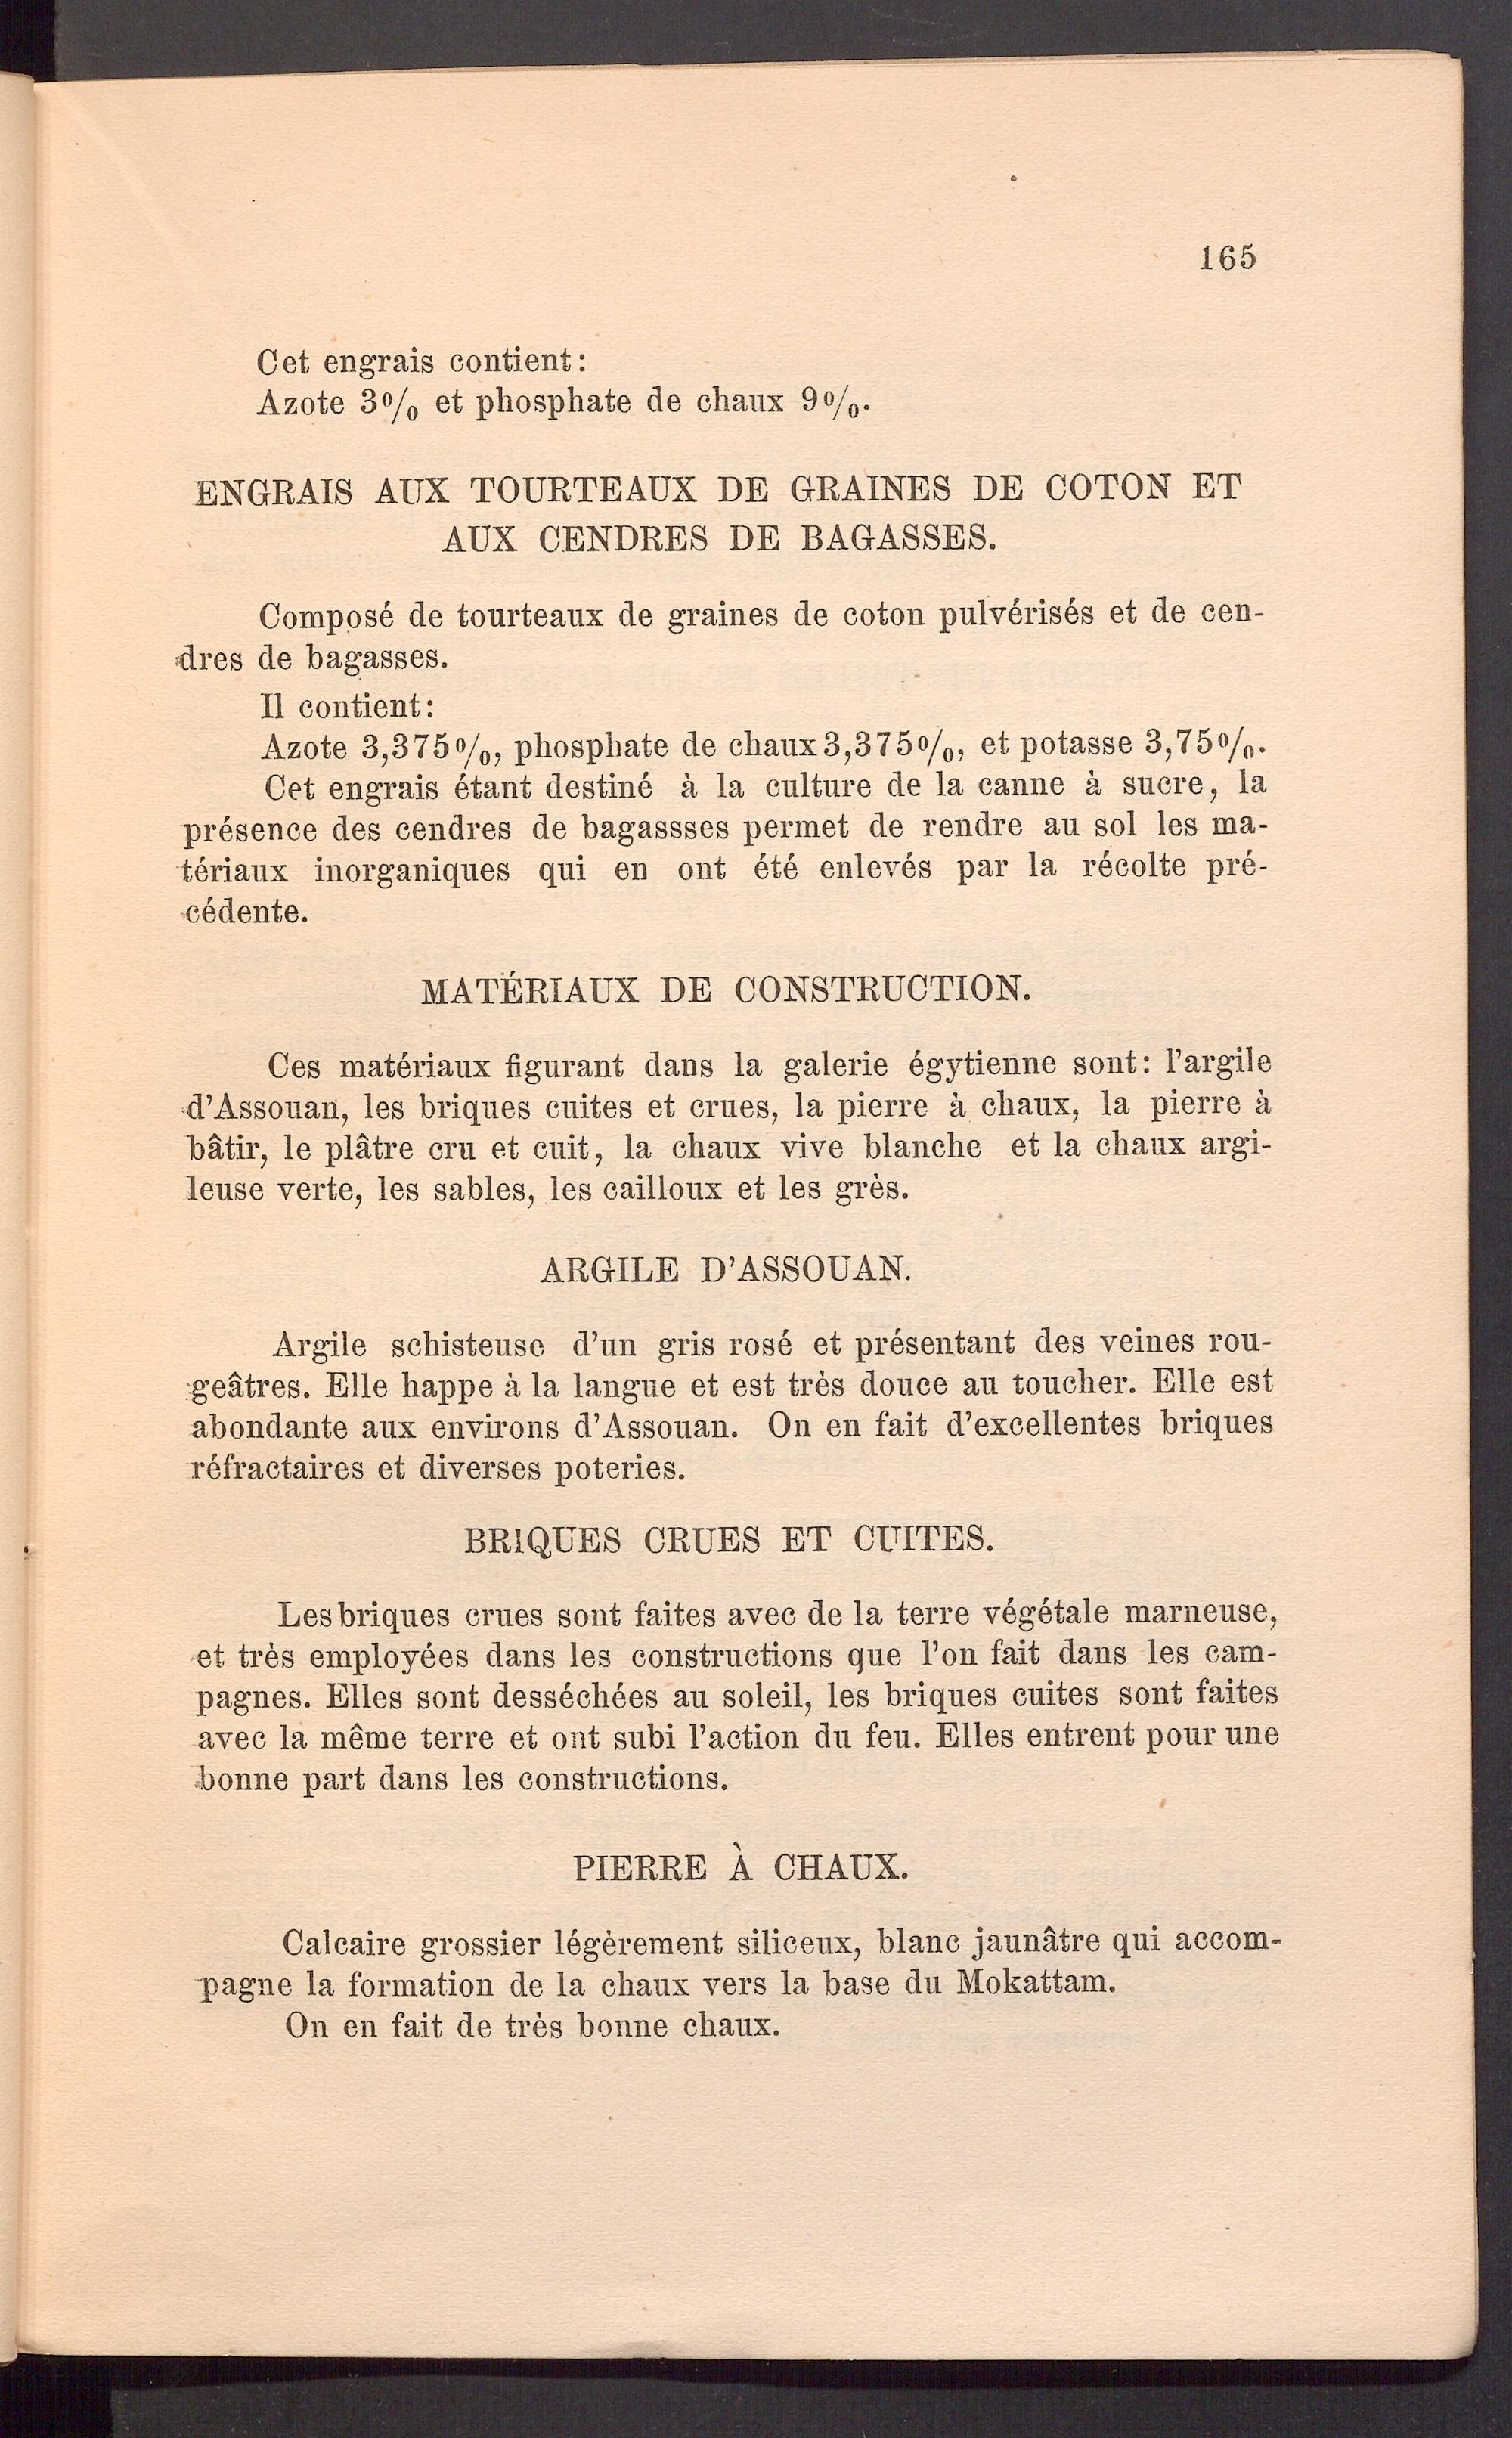 165
Cet engrais contient:
Azote 3% et phosphate de chaux 9%.
ENGRAIS AUX TOURTEAUX DE GRAINES DE COTON ET
AUX CENDRES DE BAGASSES.
Composé de tourteaux de graines de coton pulvérisés et de cen-
dres de bagasses.
Il contient:
Azote 3,375%, phosphate de chaux 3,375%, et potasse 3,75%.
Cet engrais étant destiné à la culture de la canne à sucre, la
présence des cendres de bagassses permet de rendre au sol les ma-
tériaux inorganiques qui en ont été enlevés par la récolte pré-
cédente.
MATÉRIAUX DE CONSTRUCTION.
Ces matériaux figurant dans la galerie égytienne sont: l'argile
d'Assouan, les briques cuites et crues, la pierre à chaux, la pierre à
bâtir, le plâtre cru et cuit, la chaux vive blanche et la chaux argi-
leuse verte, les sables, les cailloux et les grès.
ARGILE D'ASSOUAN.
Argile schisteuse d'un gris rosé et présentant des veines rou-
geâtres. Elle happe à la langue et est très douce au toucher. Elle est
abondante aux environs d'Assouan. On en fait d'excellentes briques
réfractaires et diverses poteries.
BRIQUES CRUES ET CUITES.
Les briques crues sont faites avec de la terre végétale marneuse,
et très employées dans les constructions que l'on fait dans les cam-
pagnes. Elles sont desséchées au soleil, les briques cuites sont faites
avec la même terre et ont subi l'action du feu. Elles entrent pour une
bonne part dans les constructions.
PIERRE À CHAUX.
Calcaire grossier légèrement siliceux, blanc jaunâtre qui accom-
pagne la formation de la chaux vers la base du Mokattam.
On en fait de très bonne chaux.